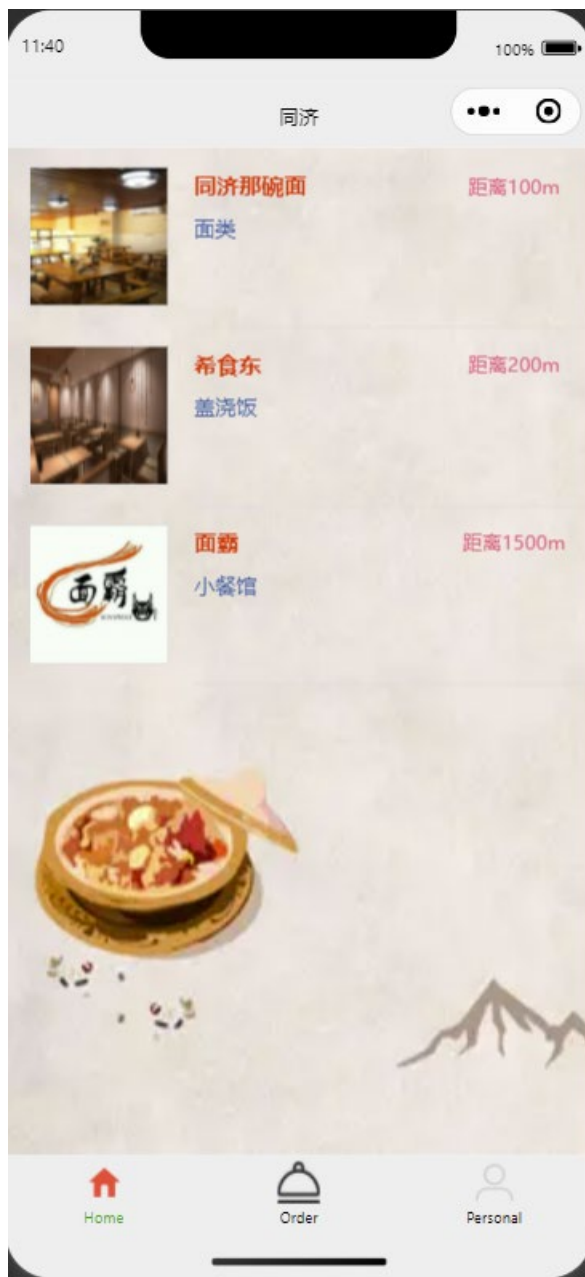 11:40
100%
同济
同济那碗面
距离100m
面类
希食东
距离200m
盖浇饭
面霸
距离1500m
小餐馆
面霸
Home
Order
Personal